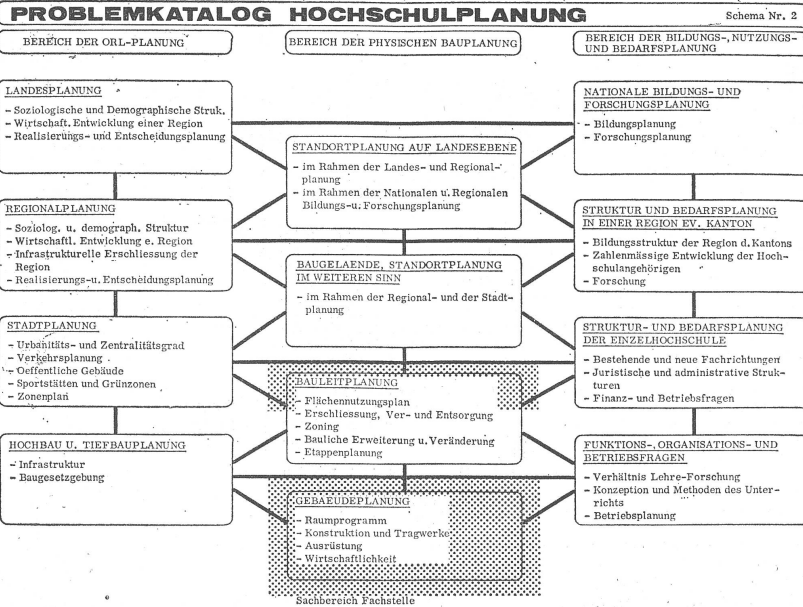 PROBLEMKATALOG HOCHSCHULPLANUNG
Schema Nr. 2
BEREICH DER ORL-PLANUNG
BEREICH DER PHYSISCHEN BAUPLANUNG
BEREICH DER BILDUNGS-, NUTZUNGS-
UND BEDARFSPLANUNG
LANDESPLANUNG
- Soziologische und Demographische Struk.
- Wirtschaft. Entwicklung einer Region
- Realisierungs- und Entscheidungsplanung
REGIONALPLANUNG
- Soziolog. u. demograph. Struktur
- Wirtschaftl. Entwicklung e. Region
- Infrastrukturelle Erschliessung der
Region
- Realisierungs-u. Entscheidungsplanung
STADTPLANUNG
- Urbanitäts- und Zentralitätsgrad
- Verkehrsplanung
- Oeffentliche Gebäude
- Sportstätten und Grünzonen
- Zonenplan
HOCHBAU U. TIEFBAUPLANUNG
- Infrastruktur
- Baugesetzgebung
STANDORTPLANUNG AUF LANDESEBENE
- im Rahmen der Landes- und Regional-
planung
- im Rahmen der Nationalen u. Regionalen
Bildungs-u. Forschungsplanung
BAUGELAENDE, STANDORTPLANUNG
IM WEITEREN SINN
- im Rahmen der Regional- und der Stadt-
planung
BAULEITPLANUNG
- Flächennutzungsplan
- Erschliessung, Ver- und Entsorgung
- Zoning
- Bauliche Erweiterung u. Veränderung
- Etappenplanung
GEBAEUDEPLANUNG
- Raumprogramm
- Konstruktion und Tragwerke
- Ausrüstung
- Wirtschaftlichkeit
Sachbereich Fachstelle
NATIONALE BILDUNGS- UND
FORSCHUNGSPLANUNG
- Bildungsplanung
- Forschungsplanung
STRUKTUR UND BEDARFSPLANUNG
IN EINER REGION EV. KANTON
- Bildungsstruktur der Region d. Kantons
- Zahlenmässige Entwicklung der Hoch-
schulangehörigen
- Forschung
STRUKTUR- UND BEDARFSPLANUNG
DER EINZELHOCHSCHULE
- Bestehende und neue Fachrichtungen
- Juristische und administrative Struk-
turen
- Finanz- und Betriebsfragen
FUNKTIONS-, ORGANISATIONS- UND
BETRIEBSFRAGEN
- Verhältnis Lehre-Forschung
- Konzeption und Methoden des Unter-
richts
- Betriebsplanung